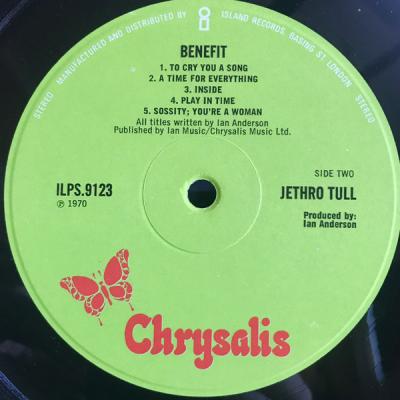 STEREO MANUFACTURED AND DISTRIBUTED BY i ISLAND RECORDS, BASING ST. LONDON STEREO
BENEFIT
1. TO CRY YOU A SONG
2. A TIME FOR EVERYTHING
3. INSIDE
4. PLAY IN TIME
5. SOSSITY; YOU'RE A WOMAN
All titles written by Ian Anderson
Published by Ian Music/Chrysalis Music Ltd.
SIDE TWO
ILPS.9123
℗ 1970
JETHRO TULL
Produced by:
Ian Anderson
Chrysalis